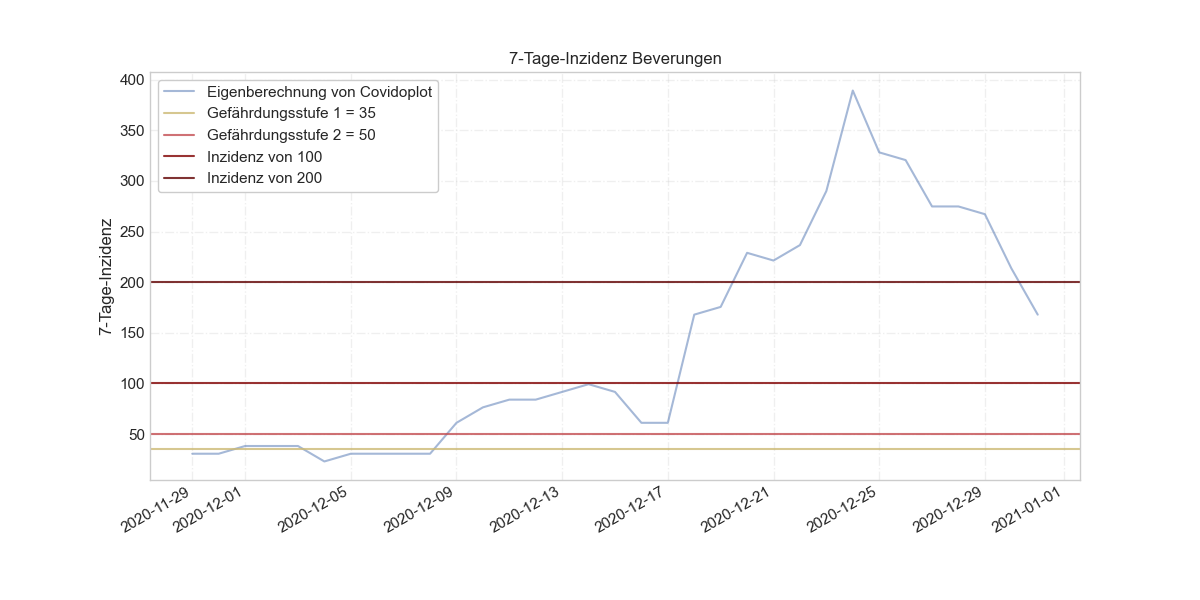 7-Tage-Inzidenz Beverungen
Eigenberechnung von Covidoplot
Gefährdungsstufe 1 = 35
Gefährdungsstufe 2 = 50
Inzidenz von 100
Inzidenz von 200
7-Tage-Inzidenz
400
350
300
250
200
150
100
50
2020-11-29
2020-12-01
2020-12-05
2020-12-09
2020-12-13
2020-12-17
2020-12-21
2020-12-25
2020-12-29
2021-01-01